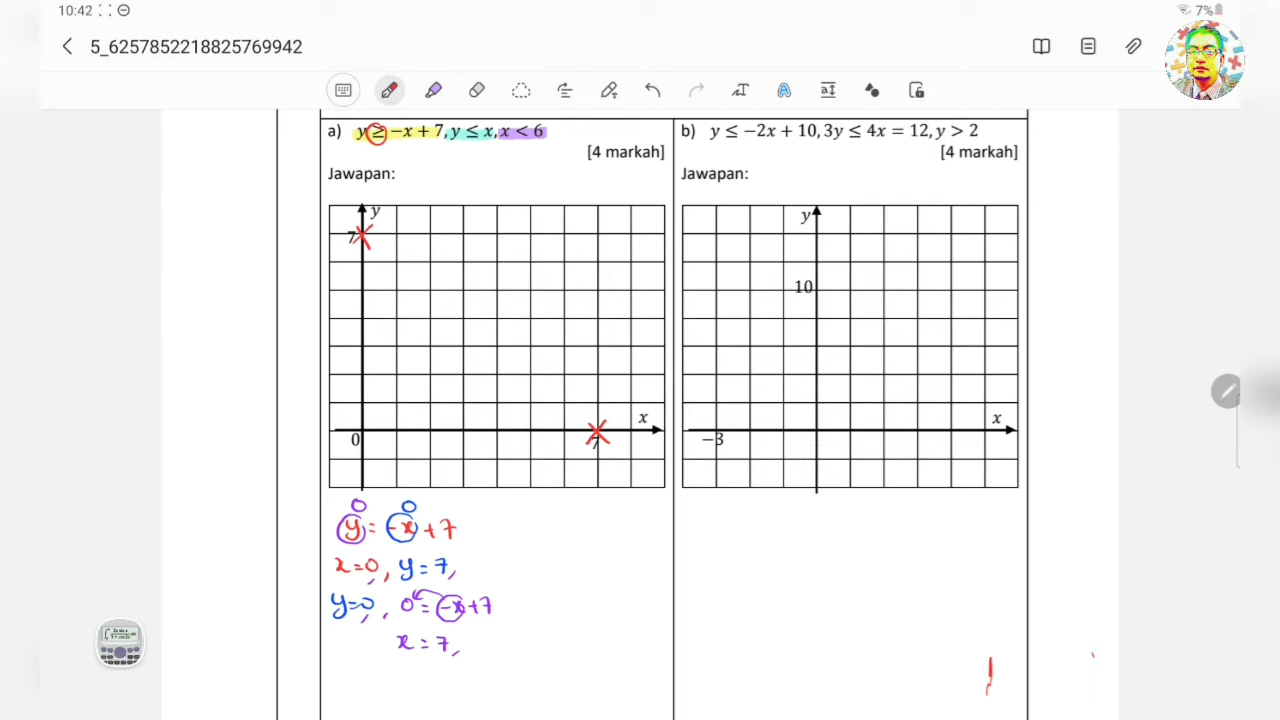 10:42
7%
5_6257852218825769942
a) y ≥ −x + 7, y ≤ x, x < 6
[4 markah]
Jawapan:
y
7
x
0
7
y = -x + 7
0 0
x = 0, y = 7,
y = 0, 0 = -x + 7
x = 7,
b) y ≤ −2x + 10, 3y ≤ 4x = 12, y > 2
[4 markah]
Jawapan:
y
10
x
−3